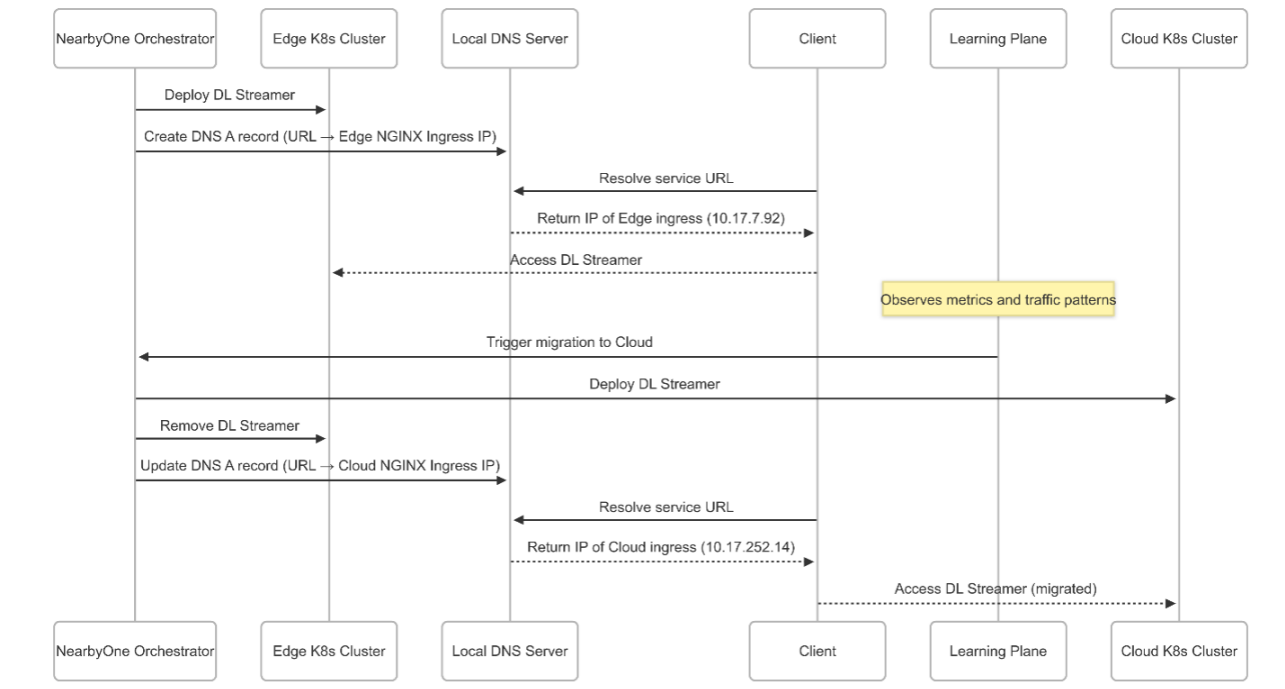 NearbyOne Orchestrator
Edge K8s Cluster
Local DNS Server
Client
Learning Plane
Cloud K8s Cluster
Deploy DL Streamer
Create DNS A record (URL → Edge NGINX Ingress IP)
Resolve service URL
Return IP of Edge ingress (10.17.7.92)
Access DL Streamer
Observes metrics and traffic patterns
Trigger migration to Cloud
Deploy DL Streamer
Remove DL Streamer
Update DNS A record (URL → Cloud NGINX Ingress IP)
Resolve service URL
Return IP of Cloud ingress (10.17.252.14)
Access DL Streamer (migrated)
NearbyOne Orchestrator
Edge K8s Cluster
Local DNS Server
Client
Learning Plane
Cloud K8s Cluster